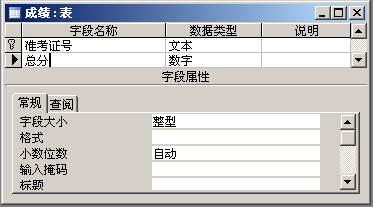 成绩 : 表
字段名称 数据类型 说明
准考证号 文本
总分 数字
字段属性
常规 查阅
字段大小 整型
格式
小数位数 自动
输入掩码
标题